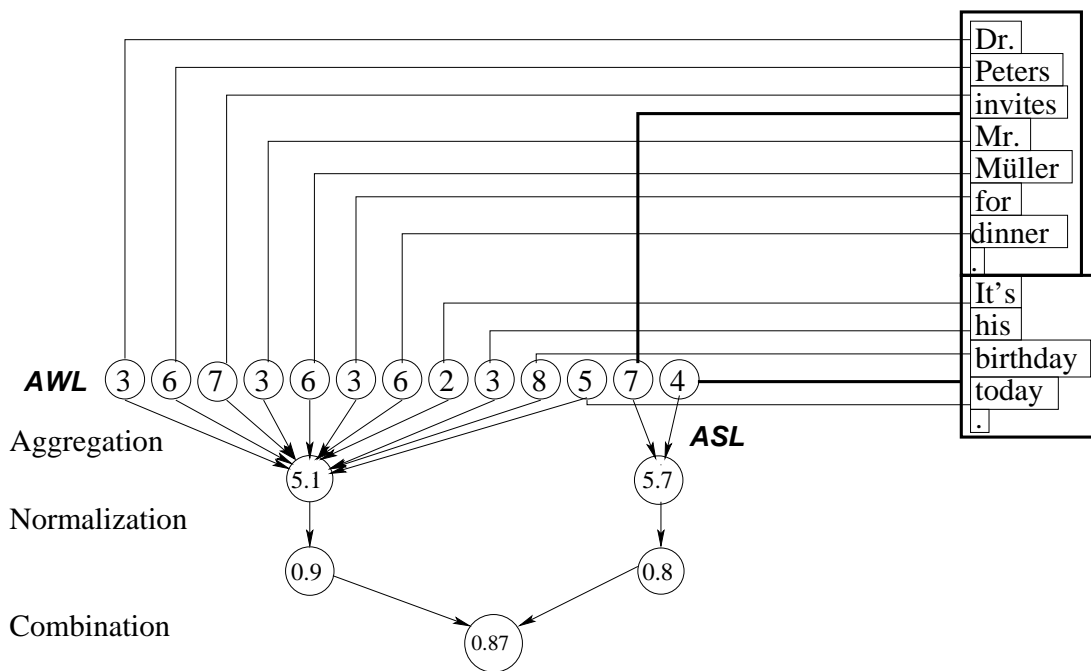 Dr.
Peters
invites
Mr.
Müller
for
dinner
.
It's
his
birthday
today
.
AWL 3 6 7 3 6 3 6 2 3 8 5 7 4
ASL
Aggregation
5.1 5.7
Normalization
0.9 0.8
Combination
0.87